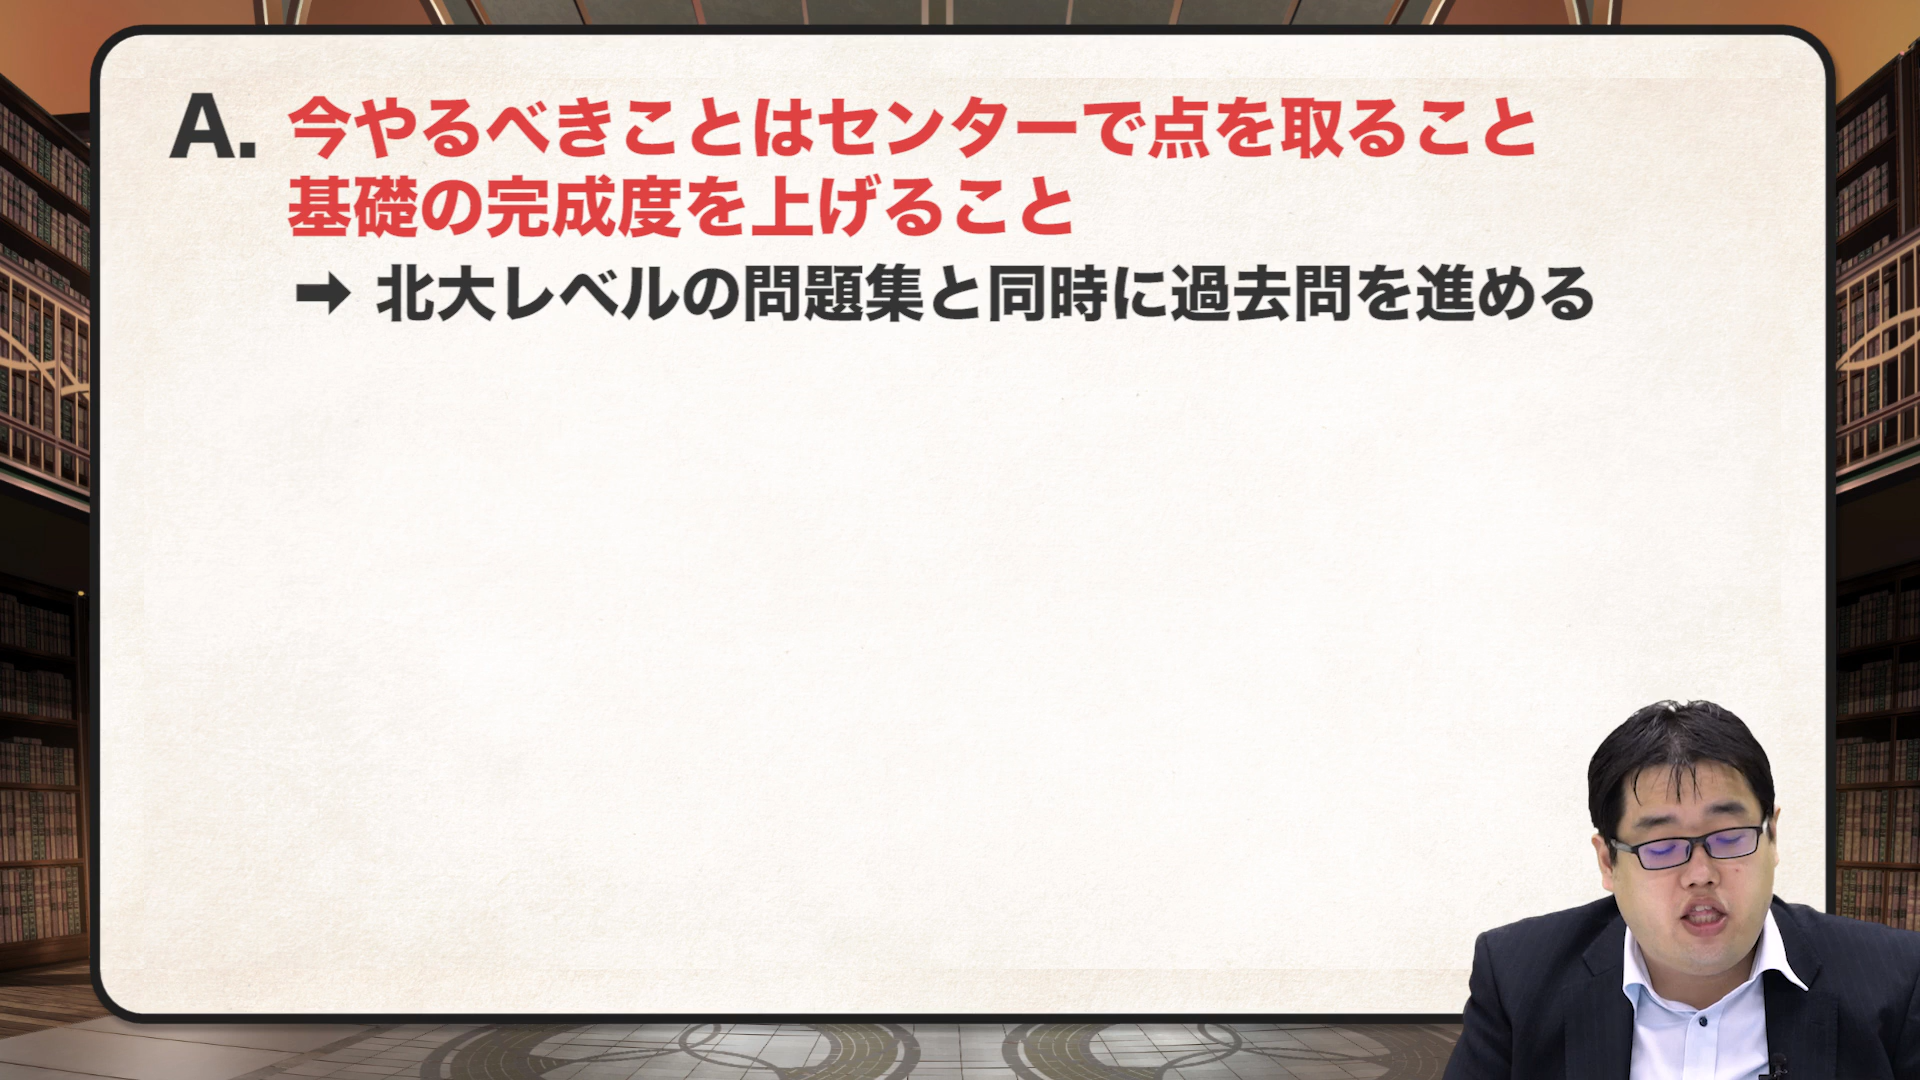 A. 今やるべきことはセンターで点を取ること
基礎の完成度を上げること
➡ 北大レベルの問題集と同時に過去問を進める